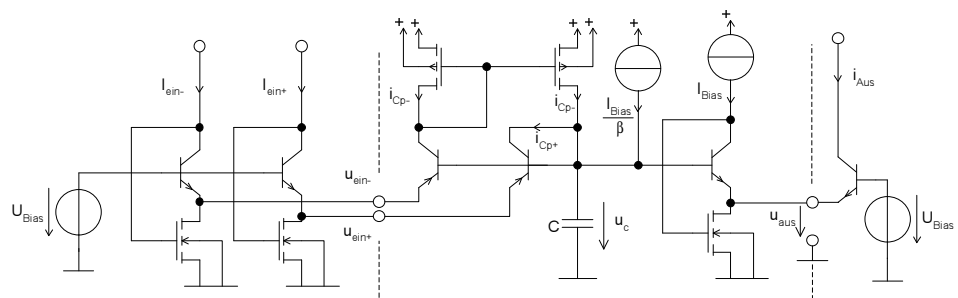 + + + + + +
I_ein-
I_ein+
i_Cp-
i_Cp-
I_Bias
β
I_Bias
i_Aus
i_Cp+
u_ein-
U_Bias
u_ein+
C
u_c
u_aus
U_Bias